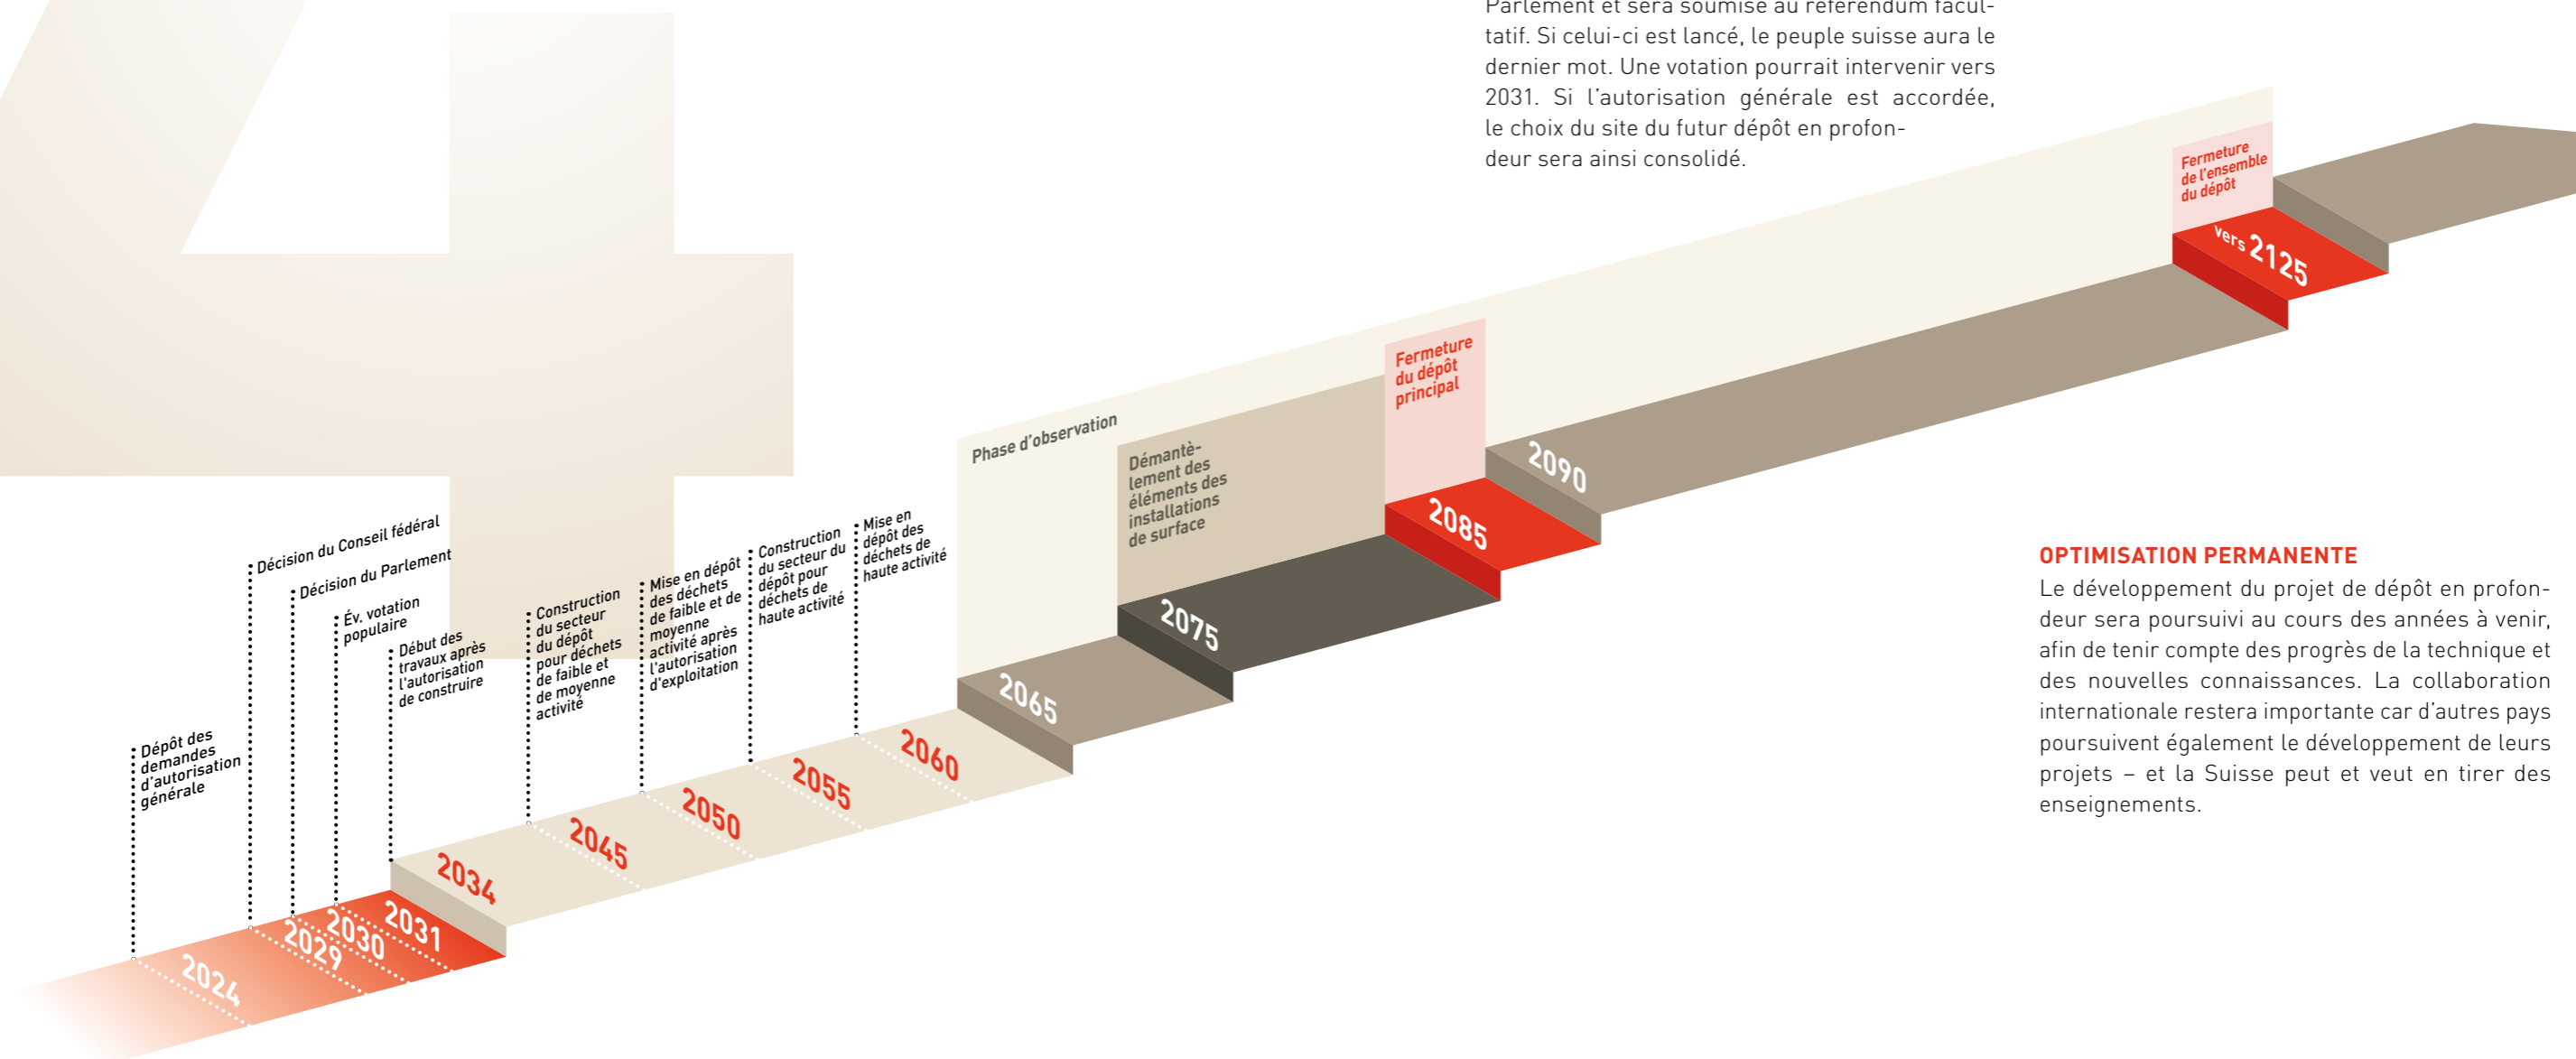 Parlement et sera soumise au référendum facul-
tatif. Si celui-ci est lancé, le peuple suisse aura le
dernier mot. Une votation pourrait intervenir vers
2031. Si l'autorisation générale est accordée,
le choix du site du futur dépôt en profon-
deur sera ainsi consolidé.
4
Dépôt des
demandes
d'autorisation
générale
Décision du Conseil fédéral
Décision du Parlement
Év. votation
populaire
Début des
travaux après
l'autorisation
de construire
Construction
du secteur
du dépôt
pour déchets
de faible et
de moyenne
activité
Mise en dépôt
des déchets
de faible et de
moyenne
activité après
l'autorisation
d'exploitation
Construction
du secteur du
dépôt pour
déchets de
haute activité
Mise en
dépôt des
déchets de
haute activité
Phase d'observation
Démantè-
lement des
éléments des
installations
de surface
Fermeture
du dépôt
principal
Fermeture
de l'ensemble
du dépôt
2024
2029
2030
2031
2034
2045
2050
2055
2060
2065
2075
2085
2090
vers 2125
OPTIMISATION PERMANENTE
Le développement du projet de dépôt en profon-
deur sera poursuivi au cours des années à venir,
afin de tenir compte des progrès de la technique et
des nouvelles connaissances. La collaboration
internationale restera importante car d'autres pays
poursuivent également le développement de leurs
projets – et la Suisse peut et veut en tirer des
enseignements.